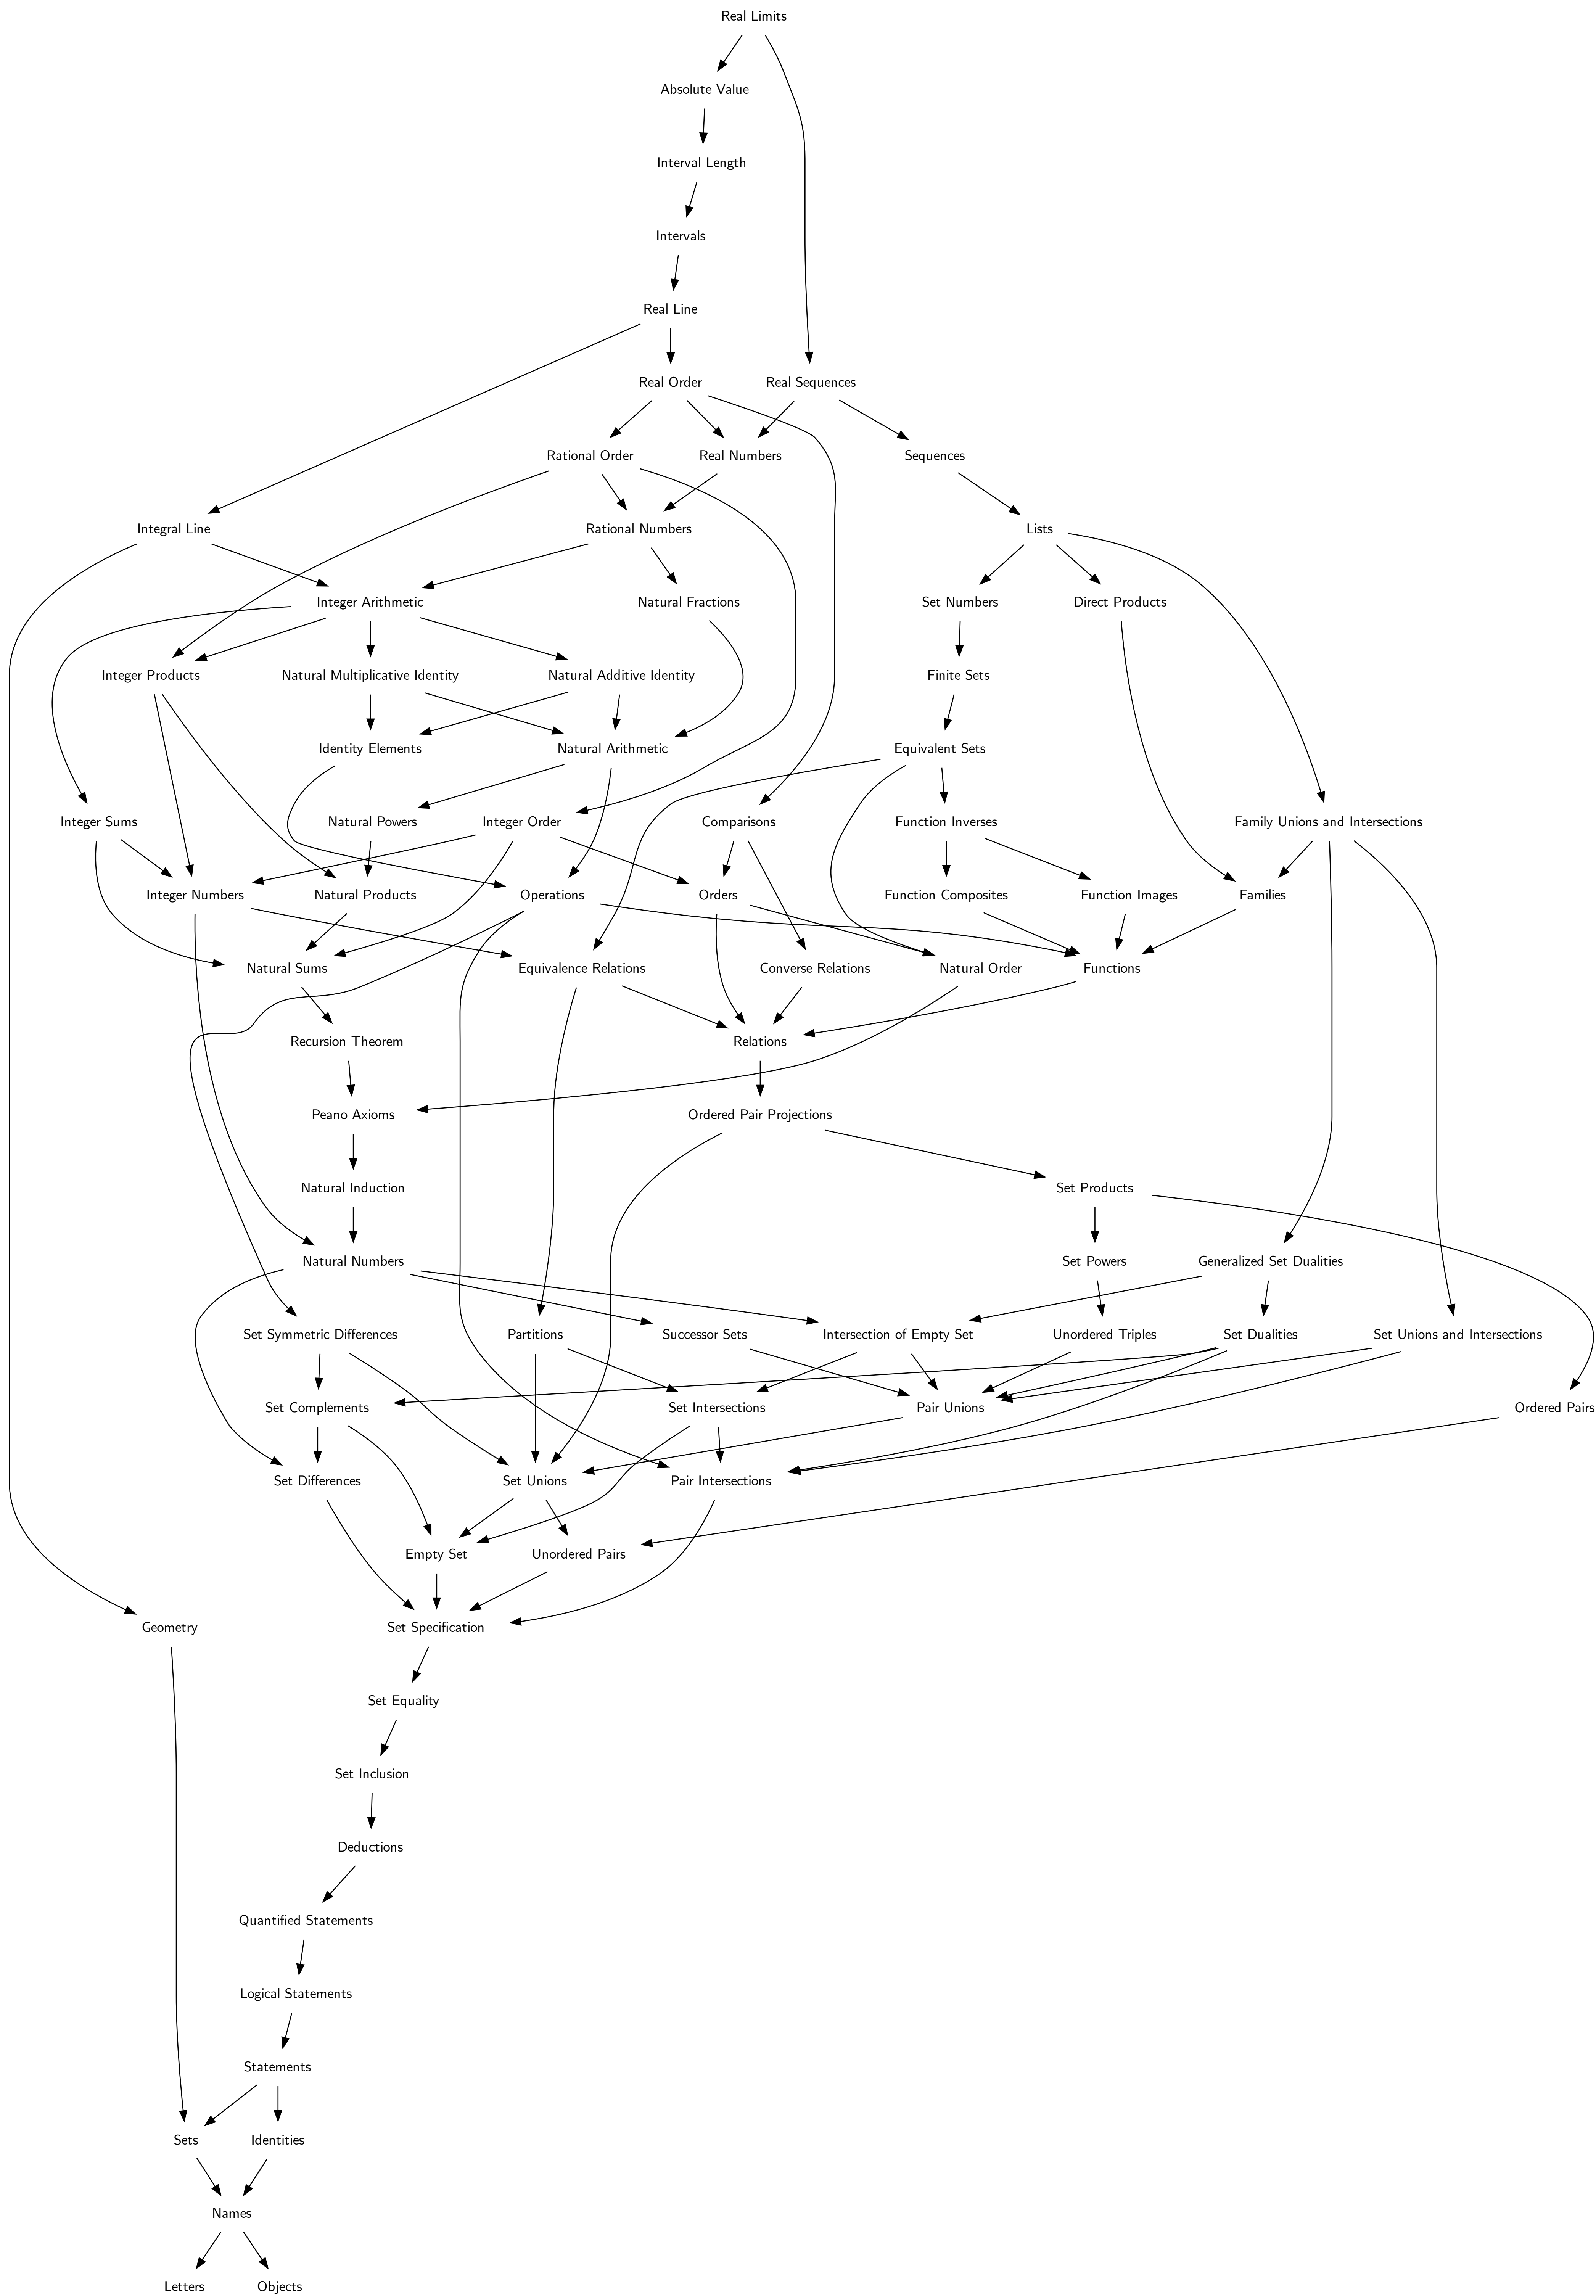 Real Limits
Absolute Value
Interval Length
Intervals
Real Line
Real Order
Real Sequences
Rational Order
Real Numbers
Sequences
Integral Line
Rational Numbers
Lists
Integer Arithmetic
Natural Fractions
Set Numbers
Direct Products
Integer Products
Natural Multiplicative Identity
Natural Additive Identity
Finite Sets
Identity Elements
Natural Arithmetic
Equivalent Sets
Integer Sums
Natural Powers
Integer Order
Comparisons
Function Inverses
Family Unions and Intersections
Integer Numbers
Natural Products
Operations
Orders
Function Composites
Function Images
Families
Natural Sums
Equivalence Relations
Converse Relations
Natural Order
Functions
Recursion Theorem
Relations
Peano Axioms
Ordered Pair Projections
Natural Induction
Set Products
Natural Numbers
Set Powers
Generalized Set Dualities
Set Symmetric Differences
Partitions
Successor Sets
Intersection of Empty Set
Unordered Triples
Set Dualities
Set Unions and Intersections
Set Complements
Set Intersections
Pair Unions
Ordered Pairs
Set Differences
Set Unions
Pair Intersections
Empty Set
Unordered Pairs
Geometry
Set Specification
Set Equality
Set Inclusion
Deductions
Quantified Statements
Logical Statements
Statements
Sets
Identities
Names
Letters
Objects